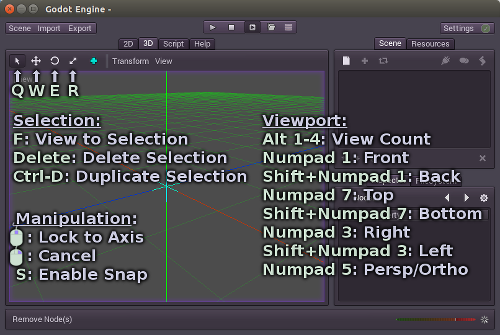 Godot Engine -
Scene Import Export
Settings
2D 3D Script Help
Scene Resources
Transform View
Q W E R
Selection:
F: View to Selection
Delete: Delete Selection
Ctrl-D: Duplicate Selection
Manipulation:
: Lock to Axis
: Cancel
S: Enable Snap
Viewport:
Alt 1-4: View Count
Numpad 1: Front
Shift+Numpad 1: Back
Numpad 7: Top
Shift+Numpad 7: Bottom
Numpad 3: Right
Shift+Numpad 3: Left
Numpad 5: Persp/Ortho
Remove Node(s)